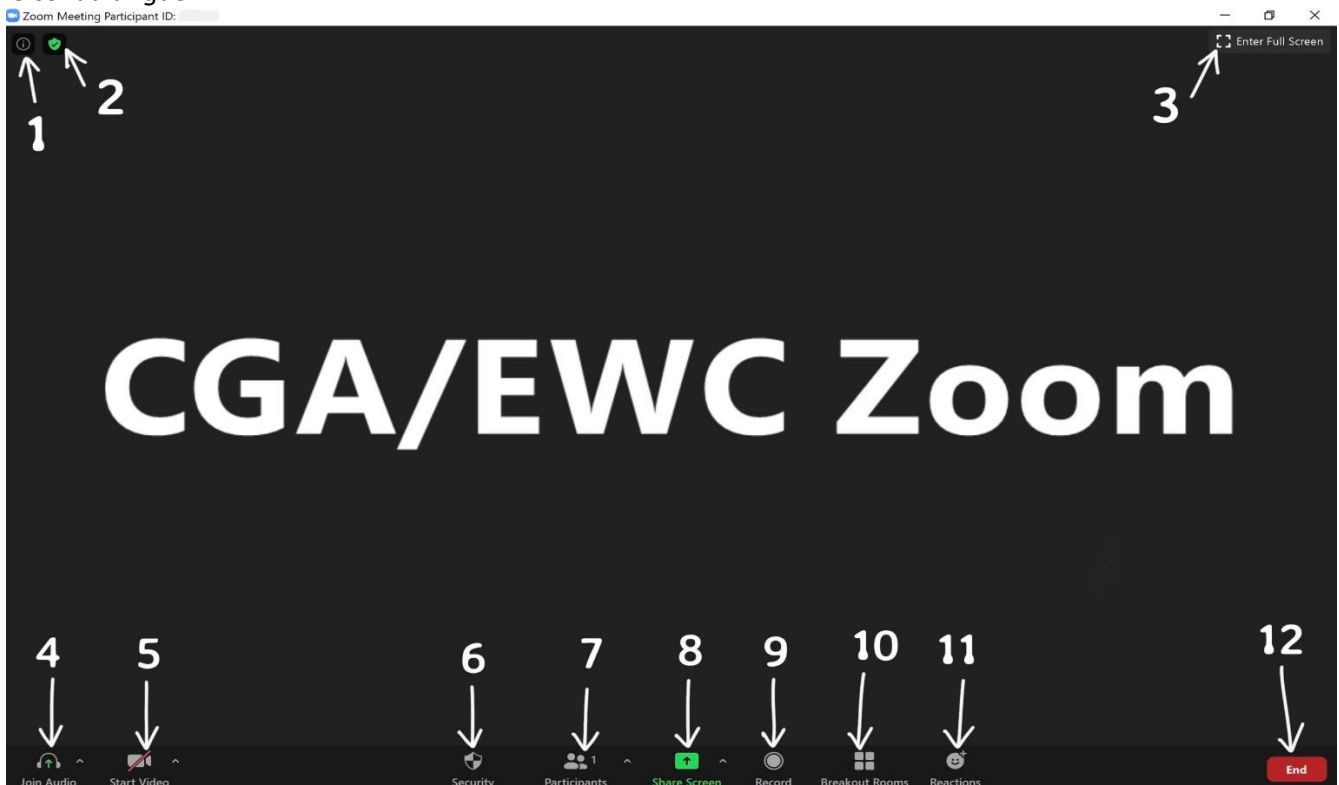 Zoom Meeting Participant ID:
Enter Full Screen
1
2
3
CGA/EWC Zoom
4 5 6 7 8 9 10 11 12
1
Join Audio Start Video Security Participants Share Screen Record Breakout Rooms Reactions
End